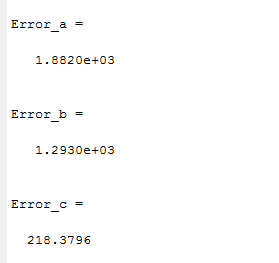 Error_a =
1.8820e+03
Error_b =
1.2930e+03
Error_c =
218.3796